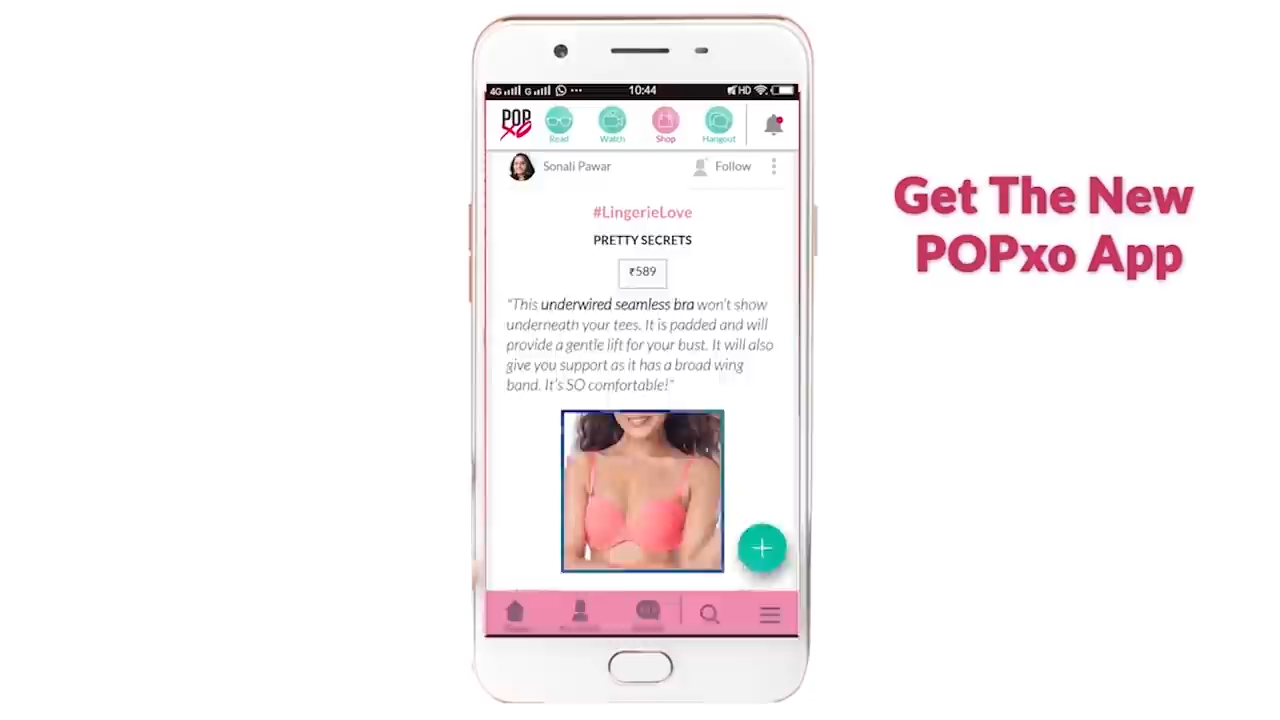 4G G 10:44 HD
POP
xo
Read Watch Shop Hangout
Sonali Pawar Follow
#LingerieLove
PRETTY SECRETS
₹589
"This underwired seamless bra won't show
underneath your tees. It is padded and will
provide a gentle lift for your bust. It will also
give you support as it has a broad wing
band. It's SO comfortable!"
Get The New
POPxo App